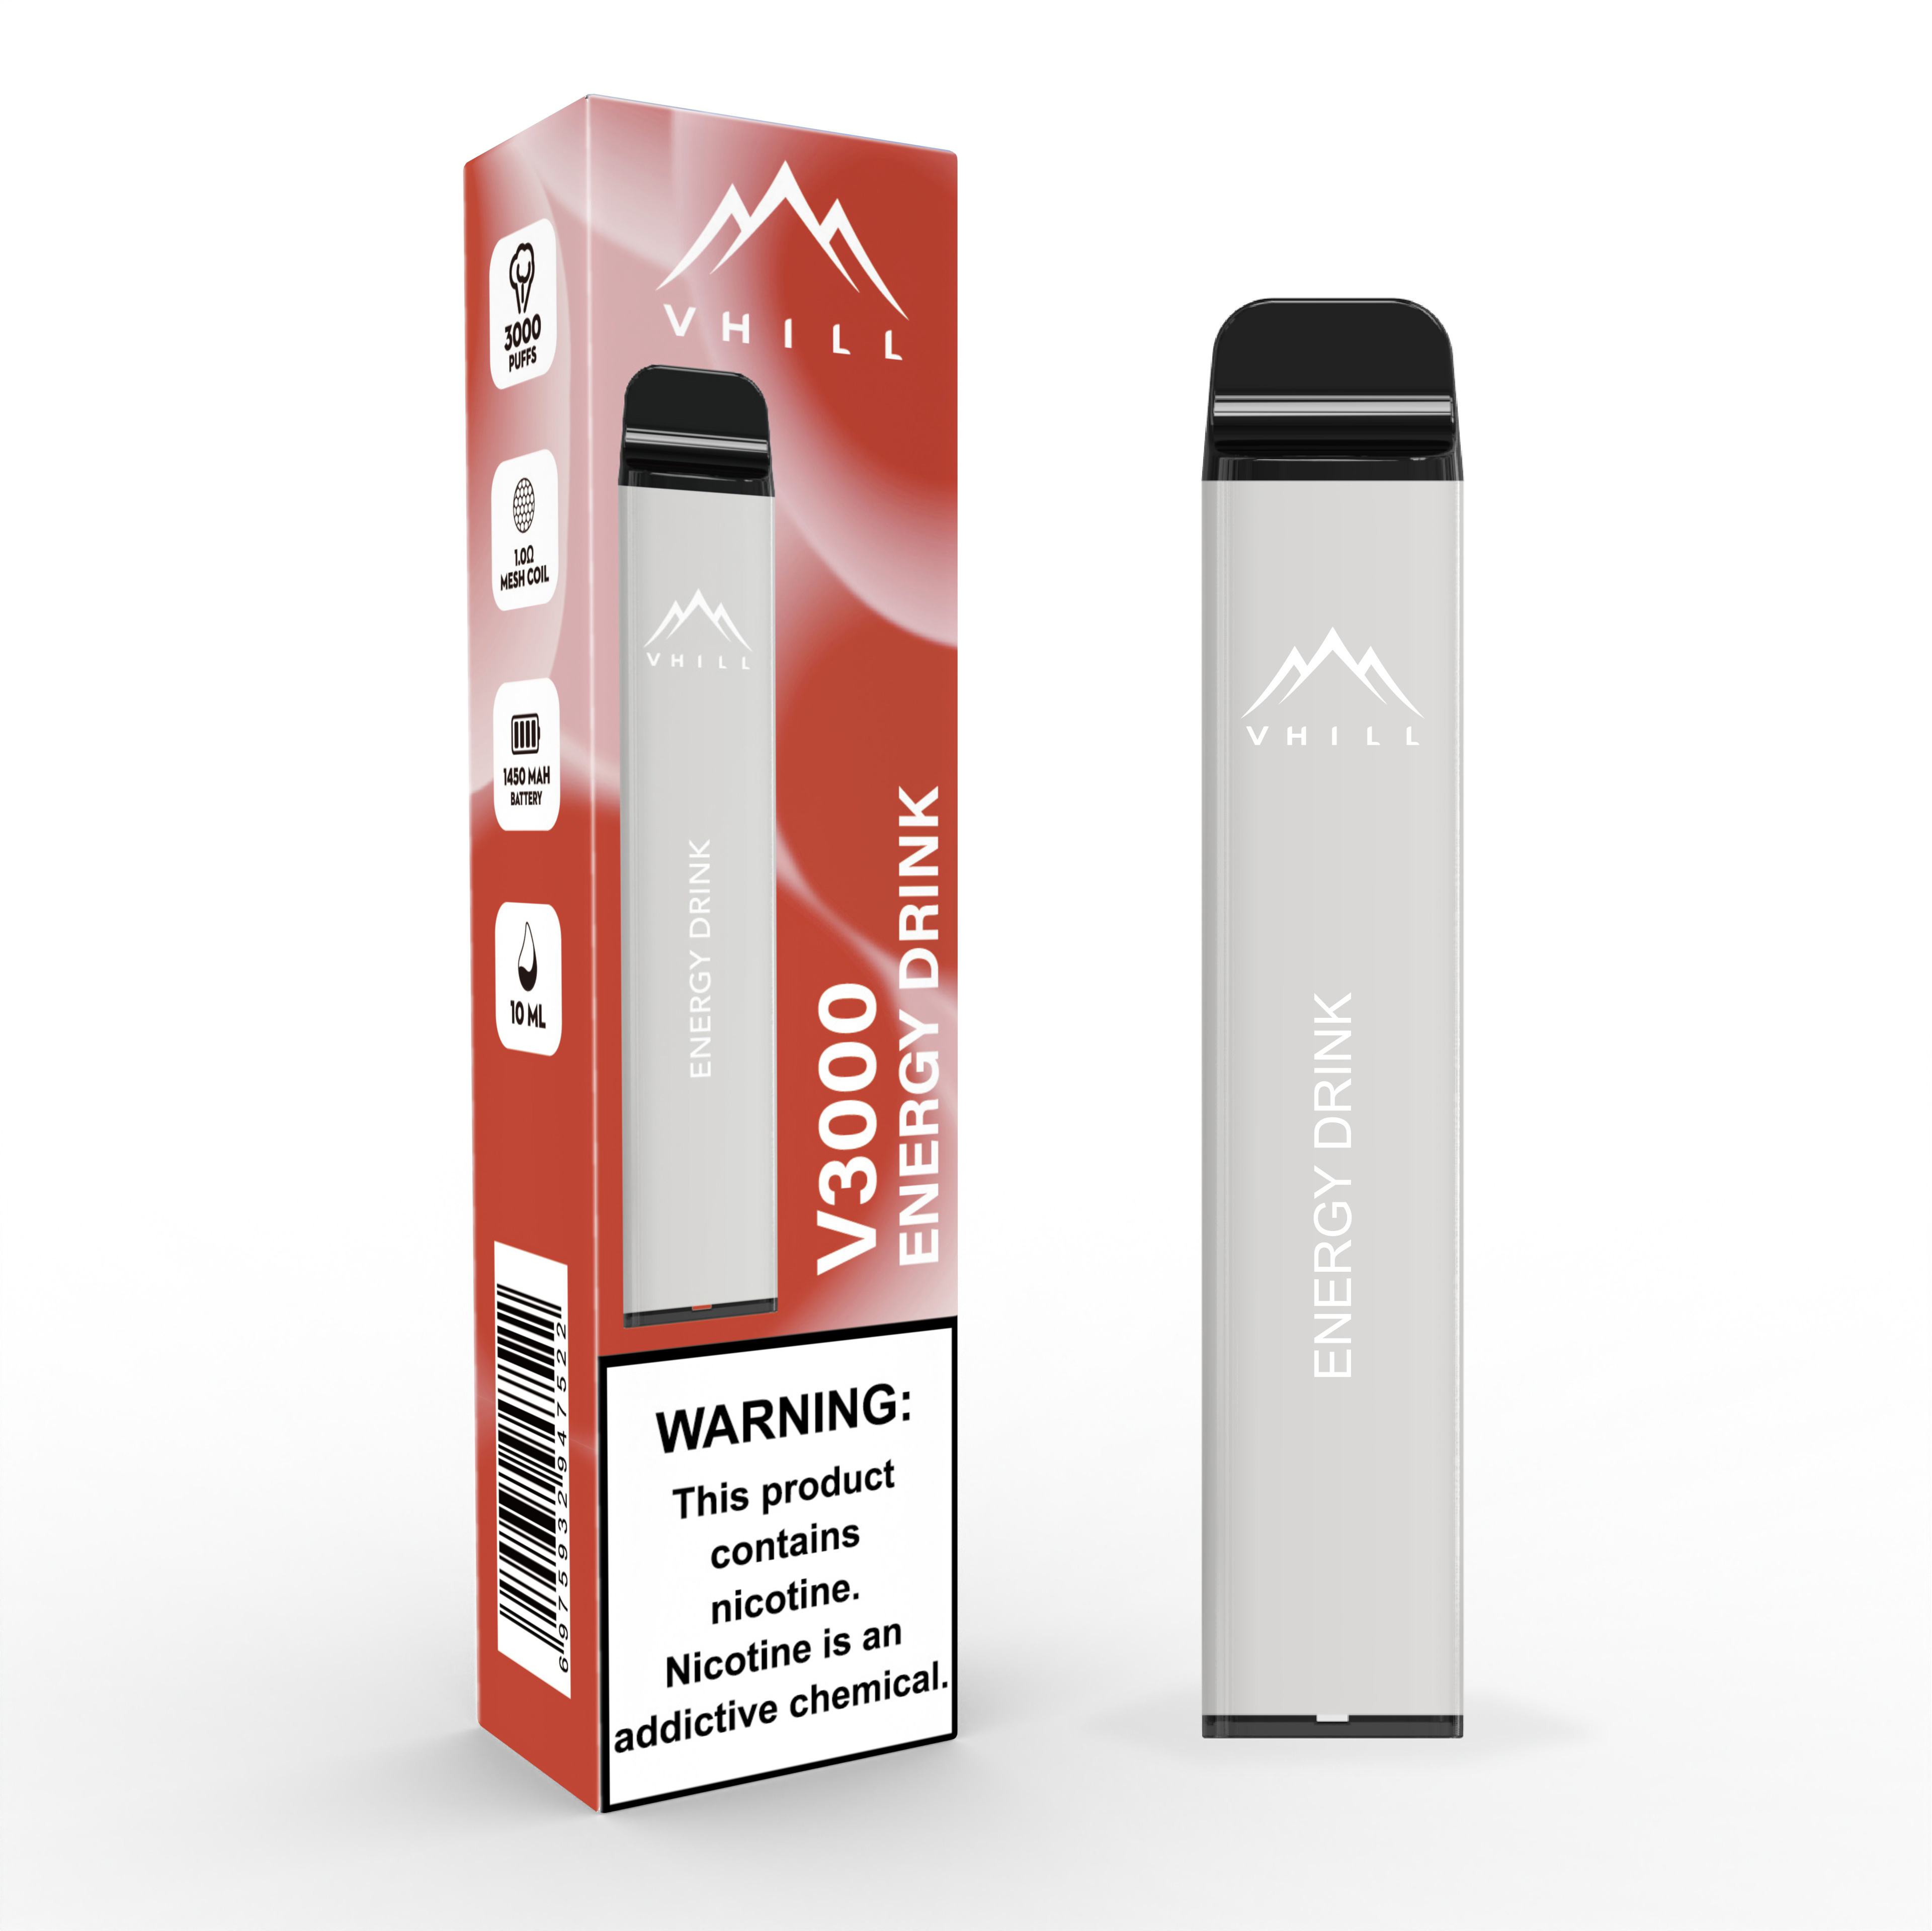 3000
PUFFS
1.0Ω
MESH COIL
1450 MAH
BATTERY
10 ML
6975932947522
VHILL
VHILL
ENERGY DRINK
V3000
ENERGY DRINK
WARNING:
This product
contains
nicotine.
Nicotine is an
addictive chemical.
VHILL
ENERGY DRINK